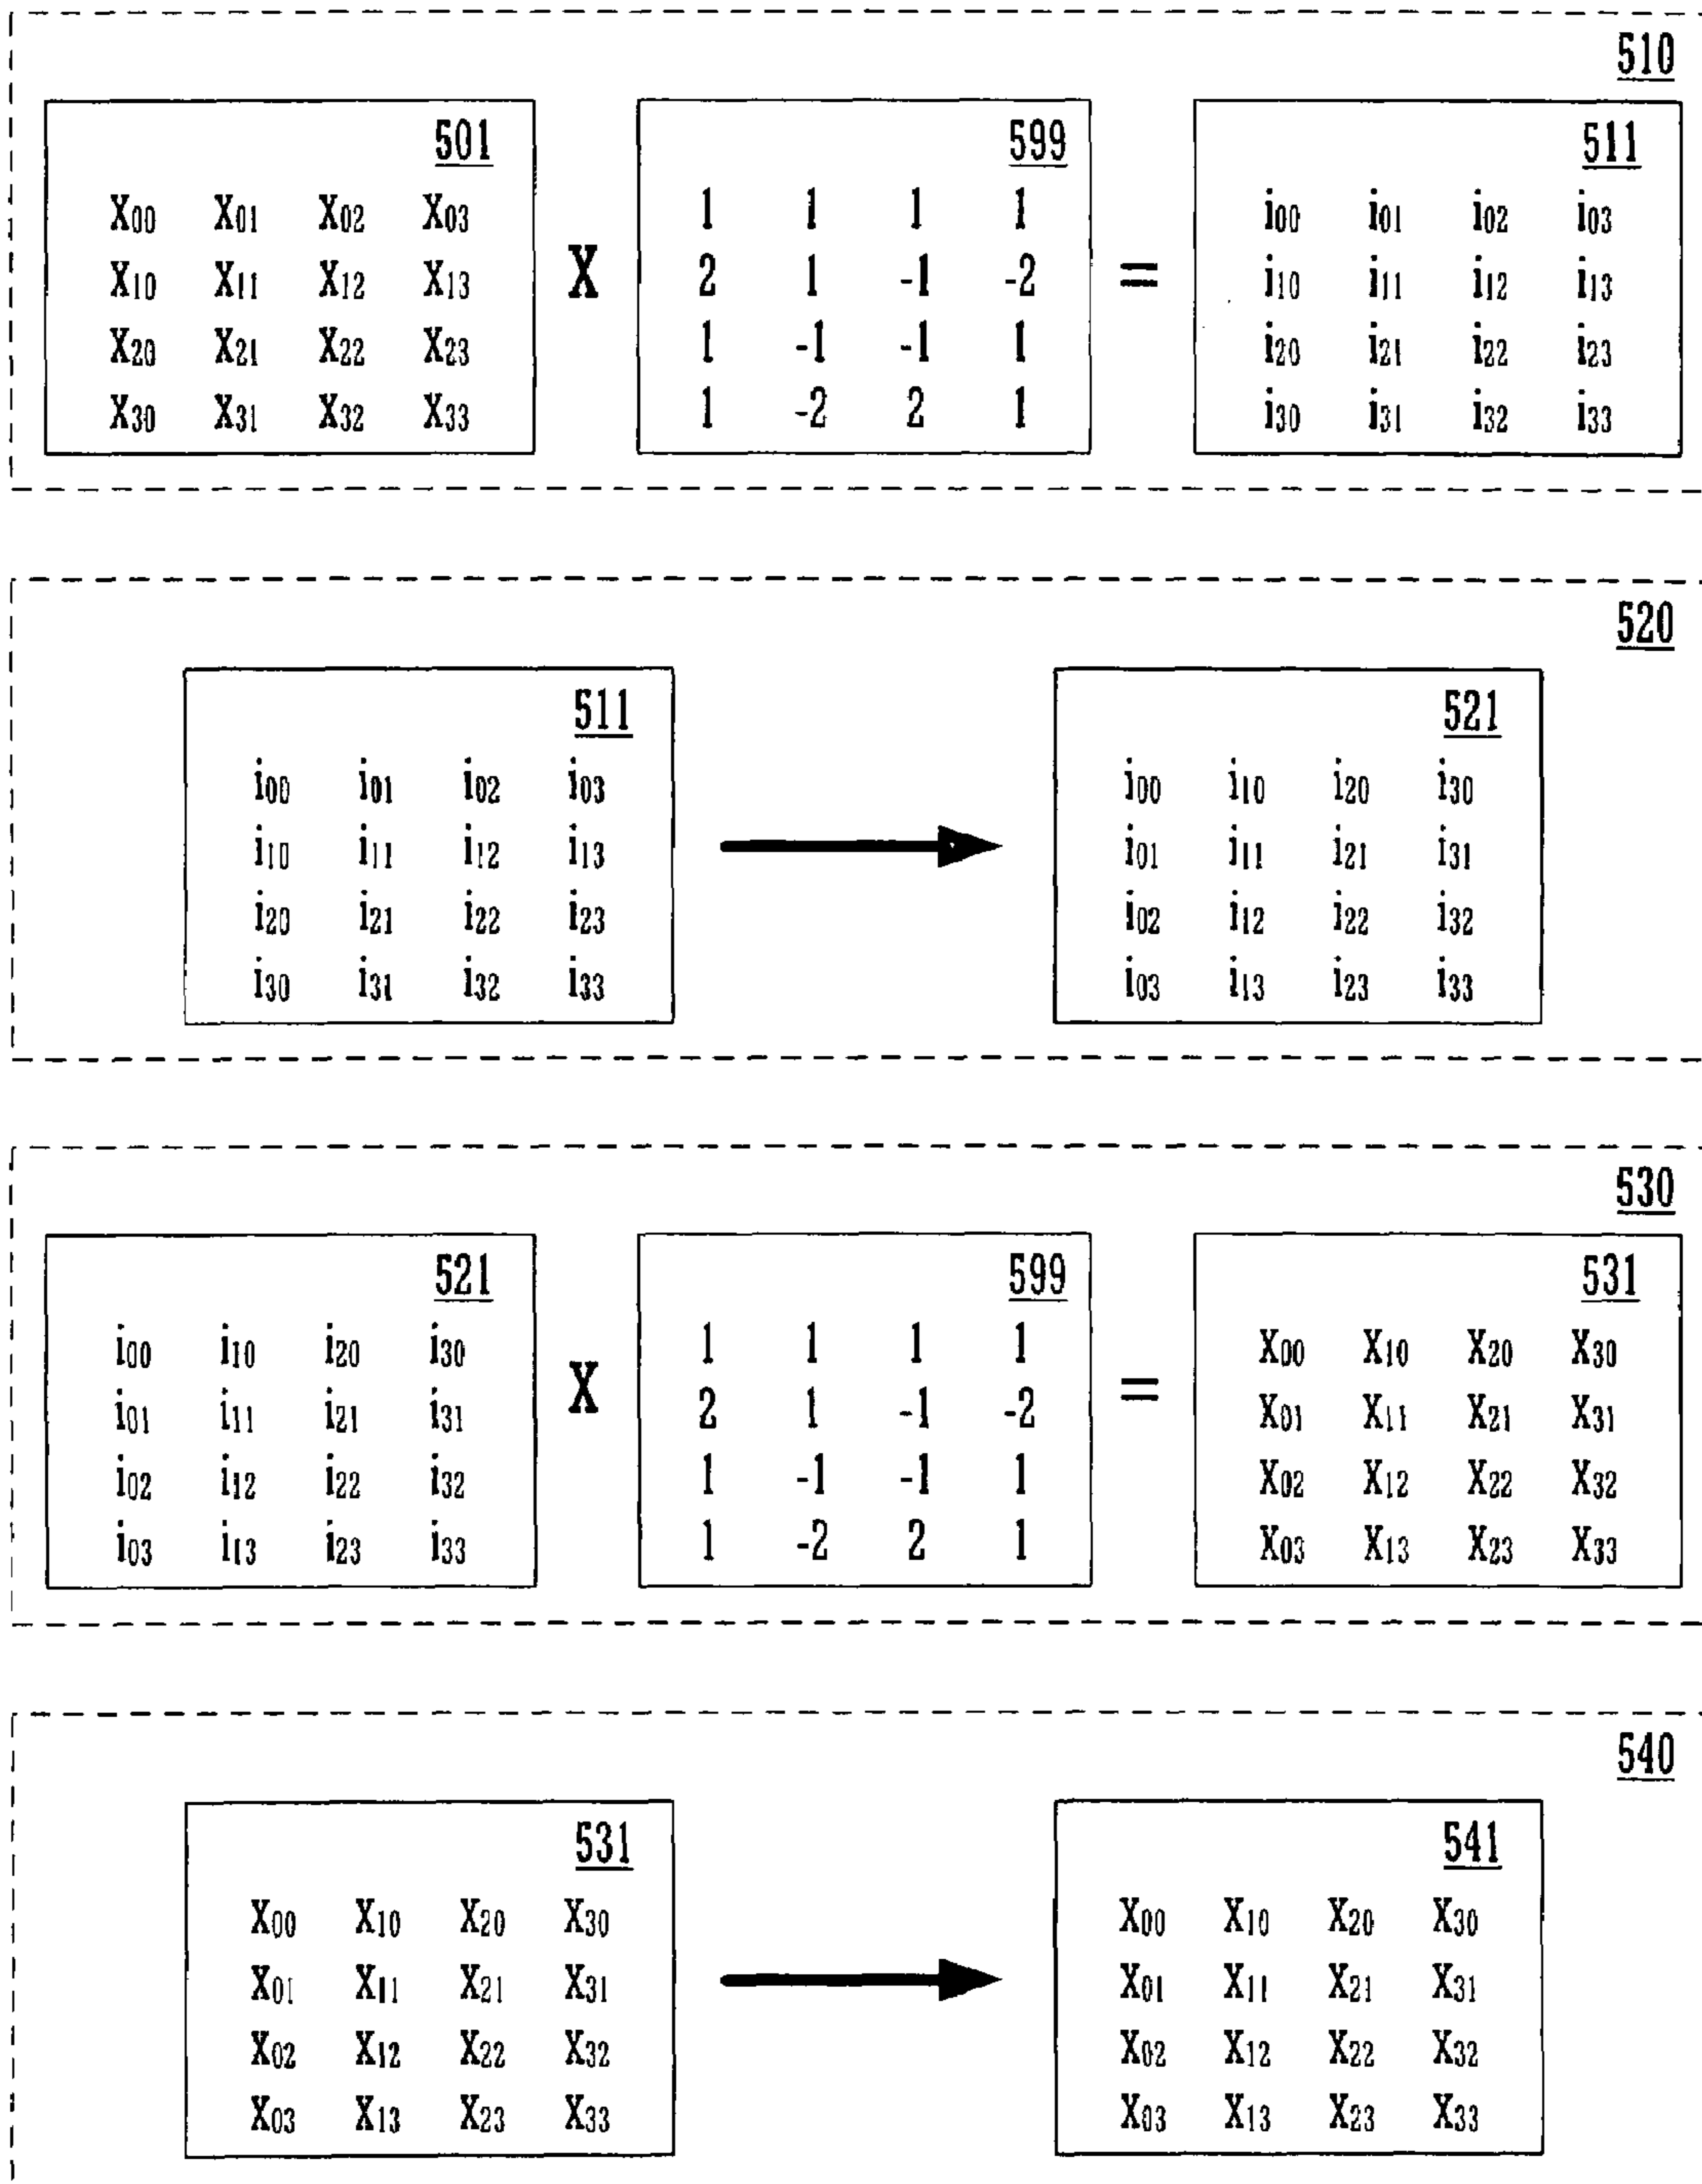 510
501 599 511
X00 X01 X02 X03 1 1 1 1 i00 i01 i02 i03
X10 X11 X12 X13 X 2 1 -1 -2 = i10 i11 i12 i13
X20 X21 X22 X23 1 -1 -1 1 i20 i21 i22 i23
X30 X31 X32 X33 1 -2 2 1 i30 i31 i32 i33
520
511 521
i00 i01 i02 i03 i00 i10 i20 i30
i10 i11 i12 i13 i01 i11 i21 i31
i20 i21 i22 i23 i02 i12 i22 i32
i30 i31 i32 i33 i03 i13 i23 i33
530
521 599 531
i00 i10 i20 i30 1 1 1 1 X00 X10 X20 X30
i01 i11 i21 i31 X 2 1 -1 -2 = X01 X11 X21 X31
i02 i12 i22 i32 1 -1 -1 1 X02 X12 X22 X32
i03 i13 i23 i33 1 -2 2 1 X03 X13 X23 X33
540
531 541
X00 X10 X20 X30 X00 X10 X20 X30
X01 X11 X21 X31 X01 X11 X21 X31
X02 X12 X22 X32 X02 X12 X22 X32
X03 X13 X23 X33 X03 X13 X23 X33